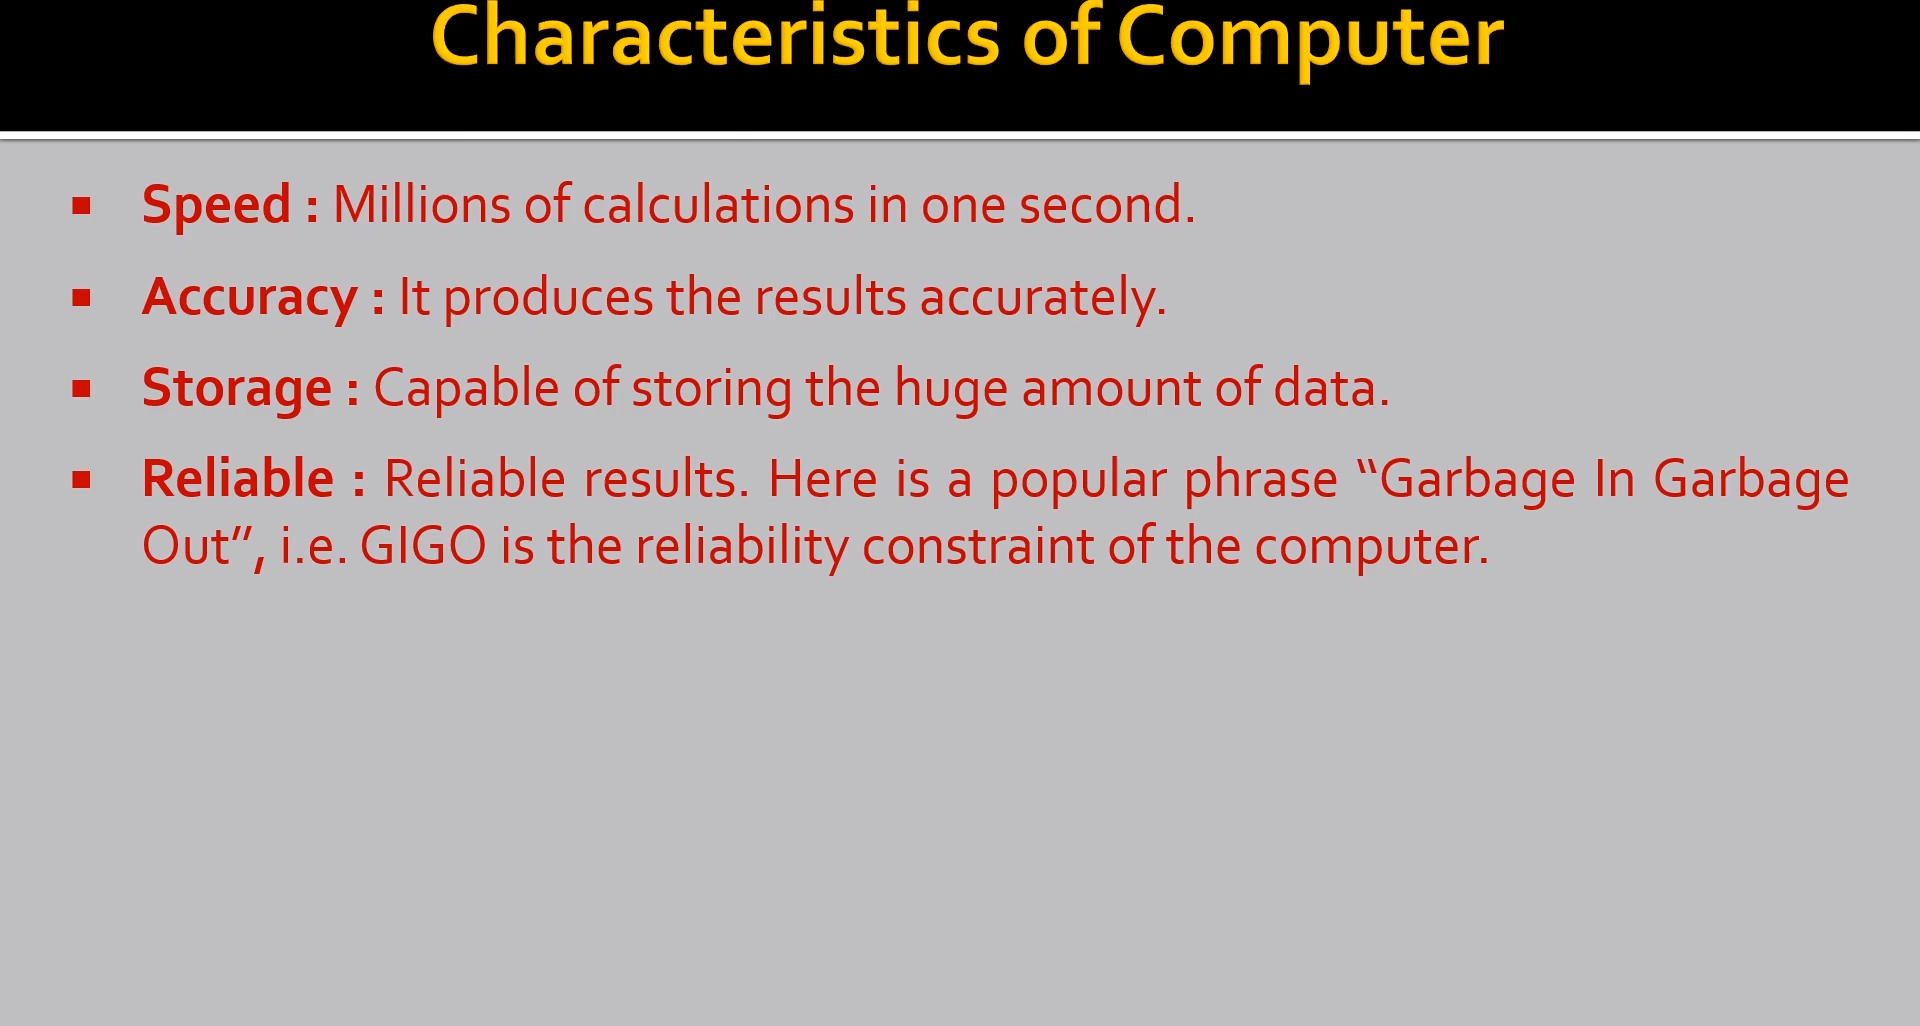 Characteristics of Computer
▪ Speed : Millions of calculations in one second.
▪ Accuracy : It produces the results accurately.
▪ Storage : Capable of storing the huge amount of data.
▪ Reliable : Reliable results. Here is a popular phrase “Garbage In Garbage
Out”, i.e. GIGO is the reliability constraint of the computer.